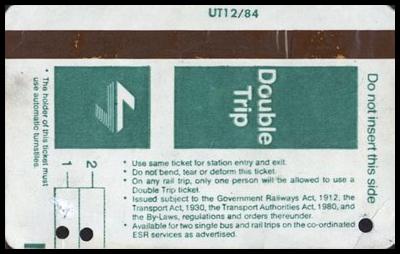 UT12/84
Do not insert this side
Double
Trip
* The holder of this ticket must
use automatic turnstiles.
1
2
* Use same ticket for station entry and exit.
* Do not bend, tear or deform this ticket.
* On any rail trip, only one person will be allowed to use a
Double Trip ticket.
* Issued subject to the Government Railways Act, 1912, the
Transport Act, 1930, the Transport Authorities Act, 1980, and
the By-Laws, regulations and orders thereunder.
* Available for two single bus and rail trips on the co-ordinated
ESR services as advertised.